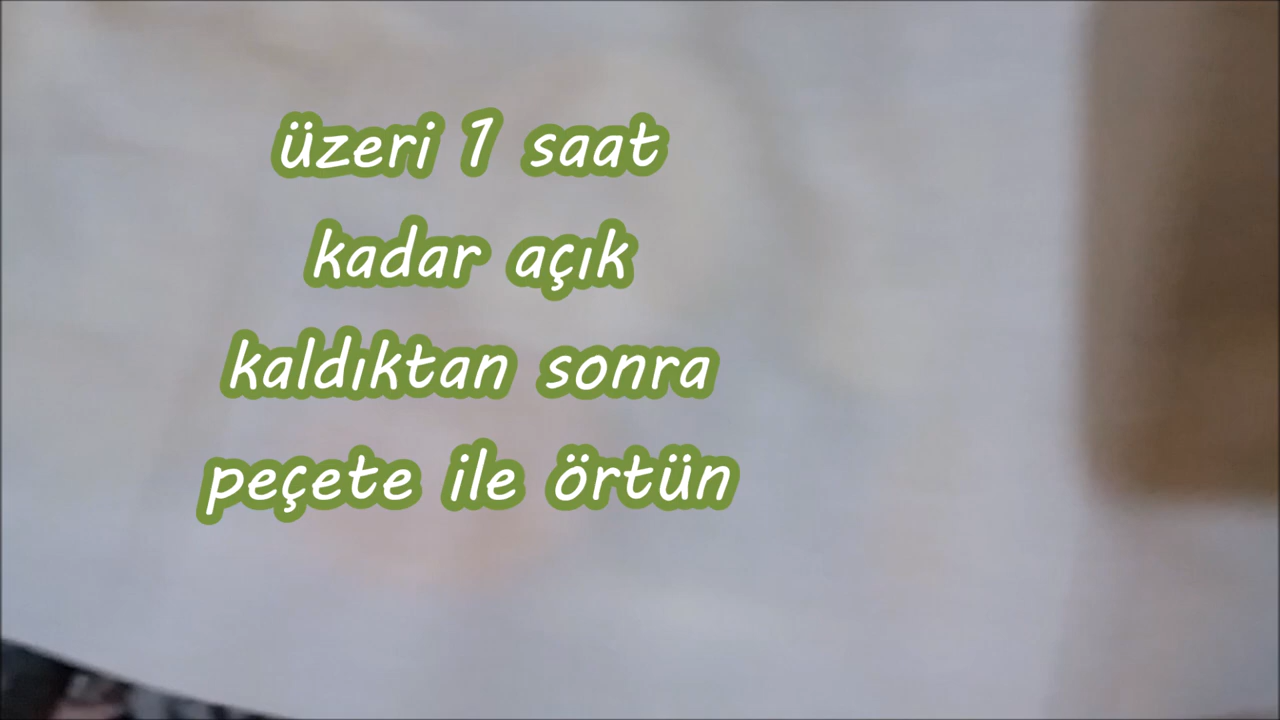 üzeri 1 saat
kadar açık
kaldıktan sonra
peçete ile örtün